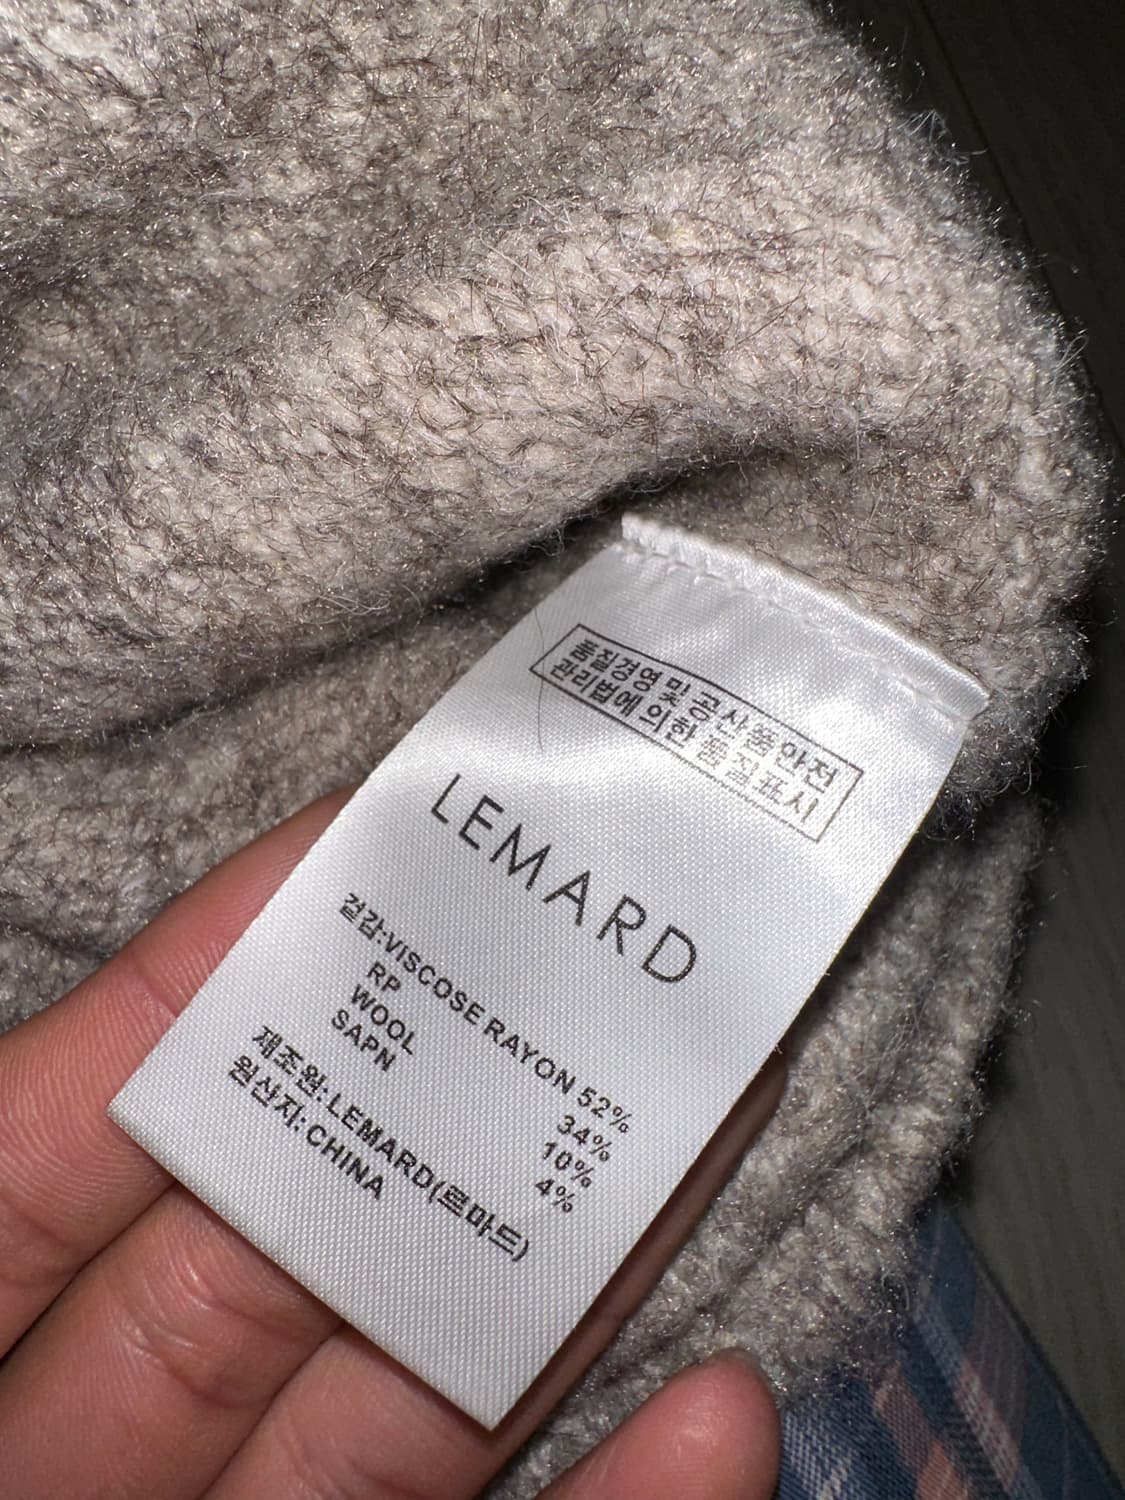 품질경영 및 공산품안전
관리법에 의한 품질표시
LEMARD
겉감:VISCOSE RAYON 52%
RP 34%
WOOL 10%
SAPN 4%
재조원: LEMARD(르마드)
원산지: CHINA